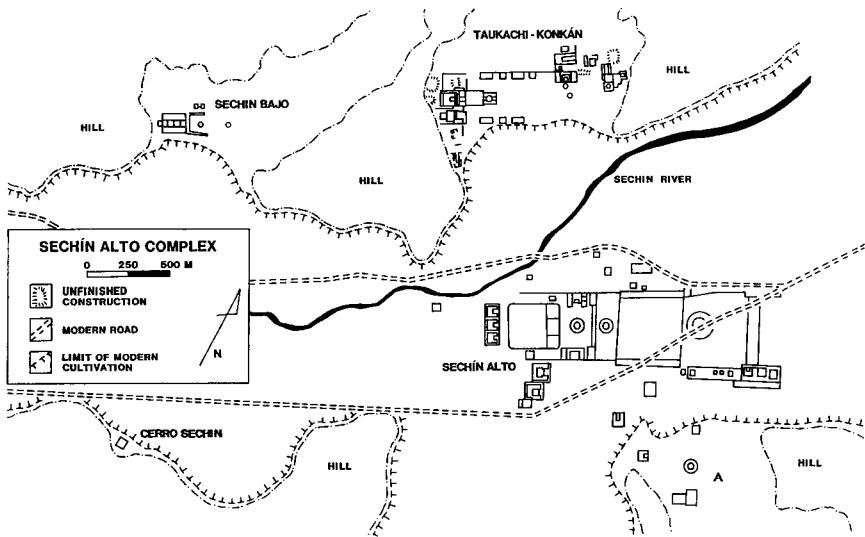 TAUKACHI - KONKÁN
HILL
SECHIN BAJO
HILL
HILL
SECHIN RIVER
SECHÍN ALTO COMPLEX
0 250 500 M
UNFINISHED
CONSTRUCTION
MODERN ROAD
LIMIT OF MODERN
CULTIVATION
N
SECHÍN ALTO
CERRO SECHIN
HILL
HILL
A